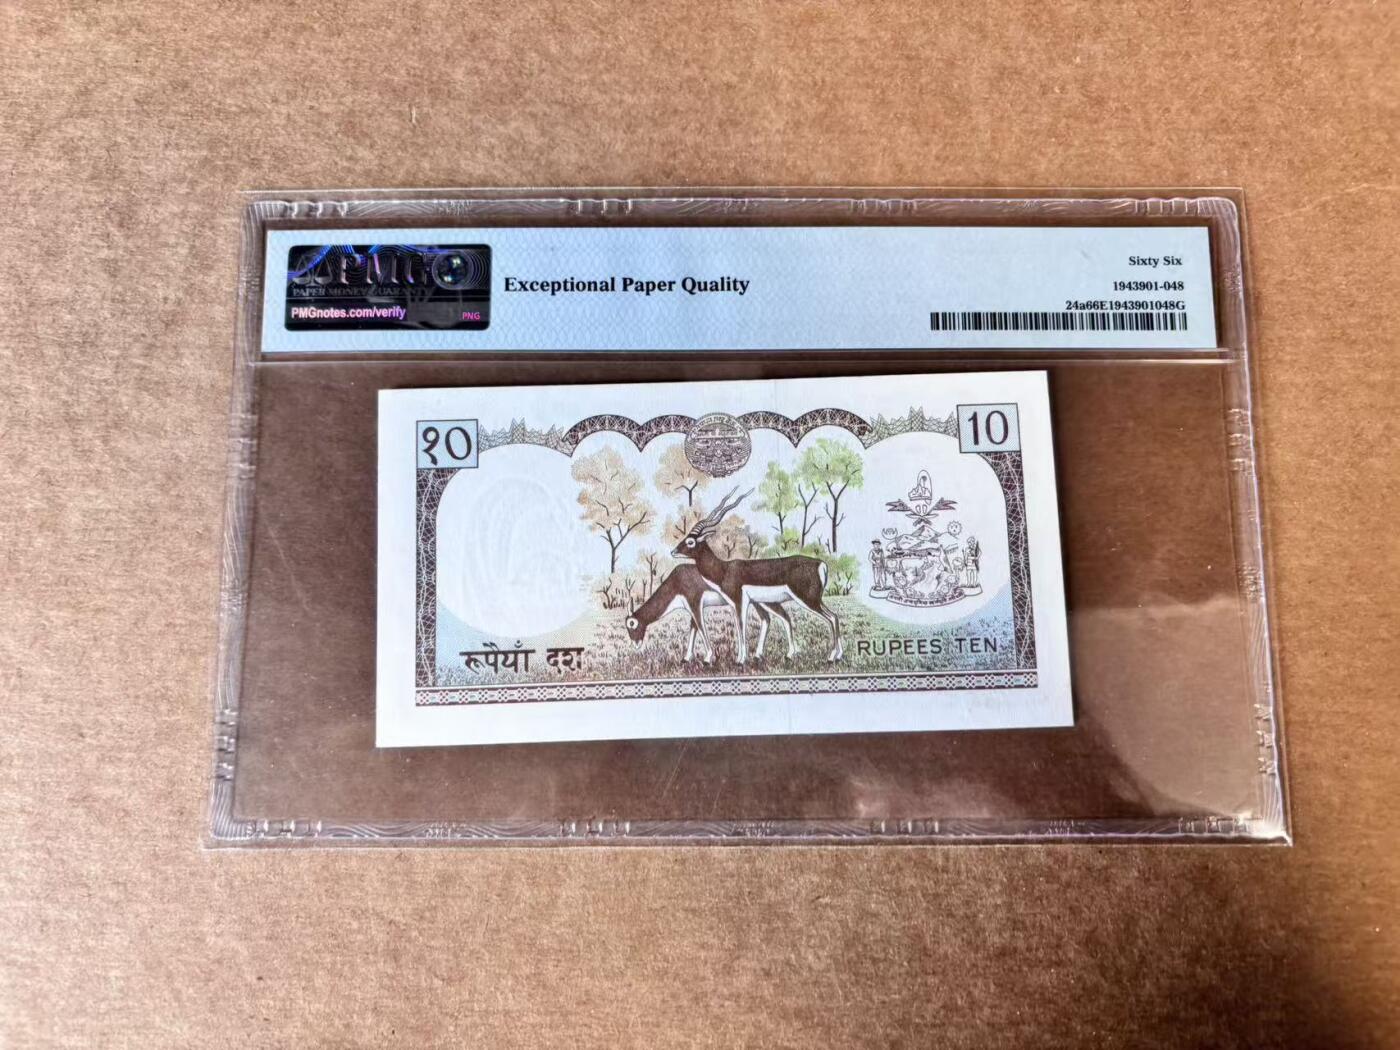 PMG
PAPER MONEY GUARANTY
PMGnotes.com/verify
PNG
Exceptional Paper Quality
Sixty Six
1943901-048
24a66E1943901048G
१०
10
रूपैयाँ दश
RUPEES TEN